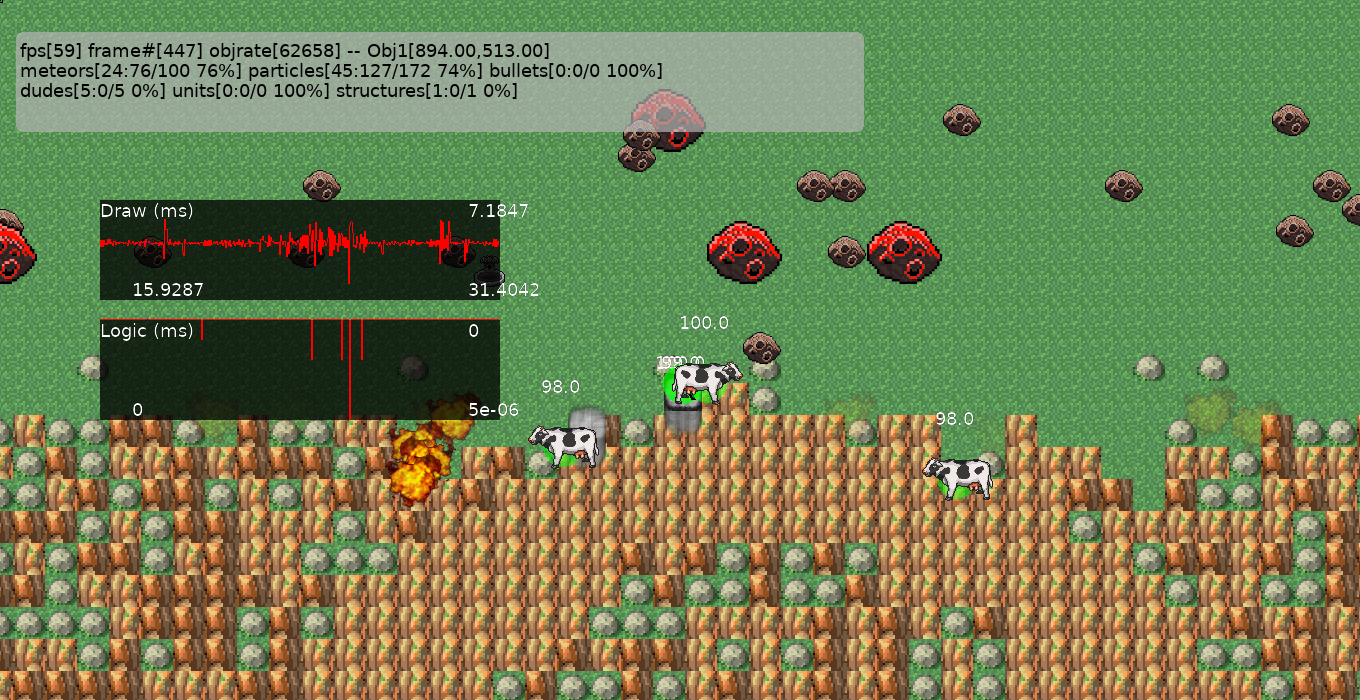 fps[59] frame#[447] objrate[62658] -- Obj1[894.00,513.00]
meteors[24:76/100 76%] particles[45:127/172 74%] bullets[0:0/0 100%]
dudes[5:0/5 0%] units[0:0/0 100%] structures[1:0/1 0%]
Draw (ms) 7.1847
15.9287 31.4042
100.0
Logic (ms) 0
98.0
0 5e-06
98.0